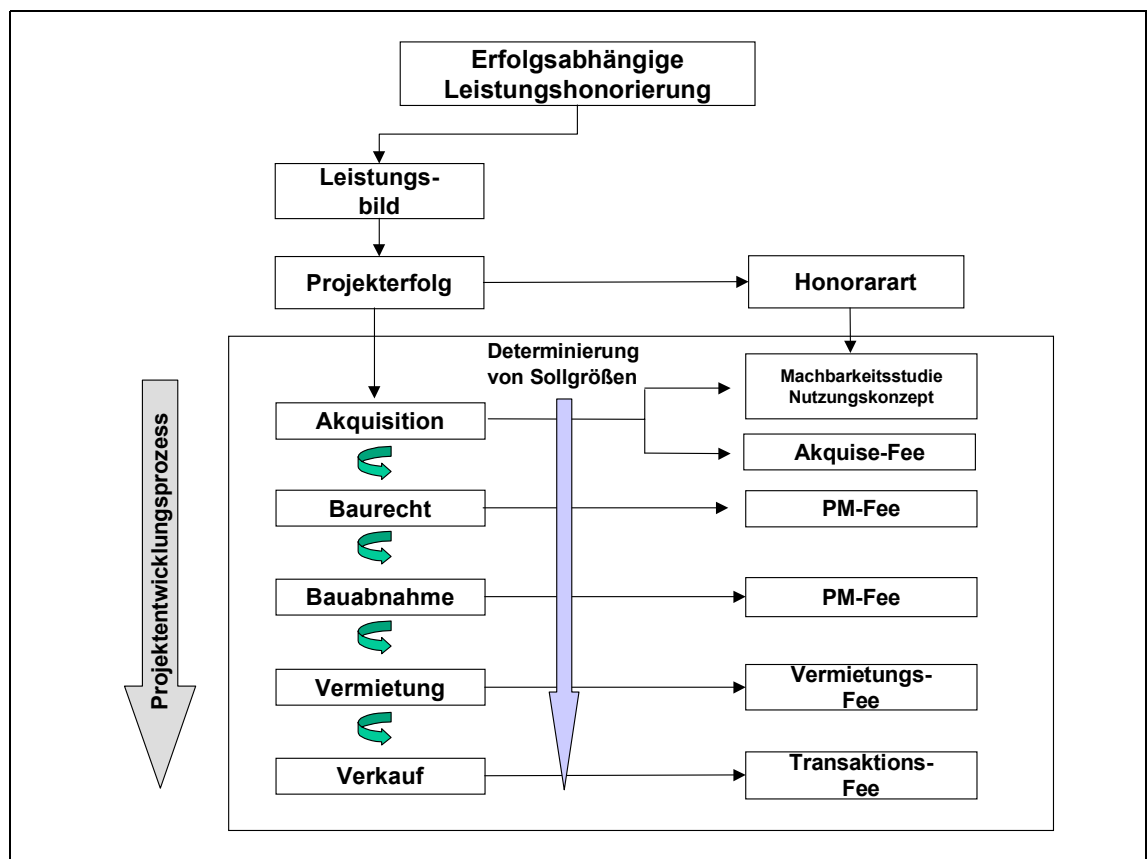 Erfolgsabhängige
Leistungshonorierung
Leistungs-
bild
Projekterfolg
Honorarart
Determinierung
von Sollgrößen
Machbarkeitsstudie
Nutzungskonzept
Akquisition
Akquise-Fee
Baurecht
PM-Fee
Bauabnahme
PM-Fee
Vermietung
Vermietungs-
Fee
Verkauf
Transaktions-
Fee
Projektentwicklungsprozess